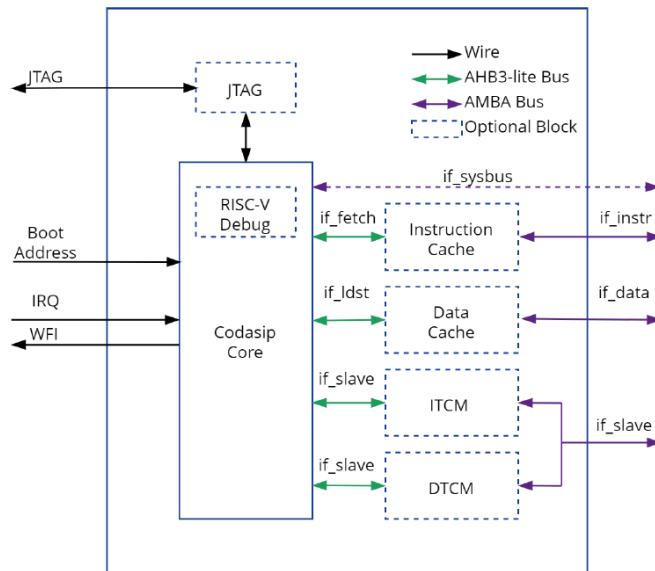 Wire
AHB3-lite Bus
AMBA Bus
Optional Block
JTAG
JTAG
if_sysbus
RISC-V
Debug
if_fetch
Instruction
Cache
if_instr
Boot
Address
IRQ
WFI
Codasip
Core
if_ldst
Data
Cache
if_data
if_slave
ITCM
if_slave
if_slave
DTCM